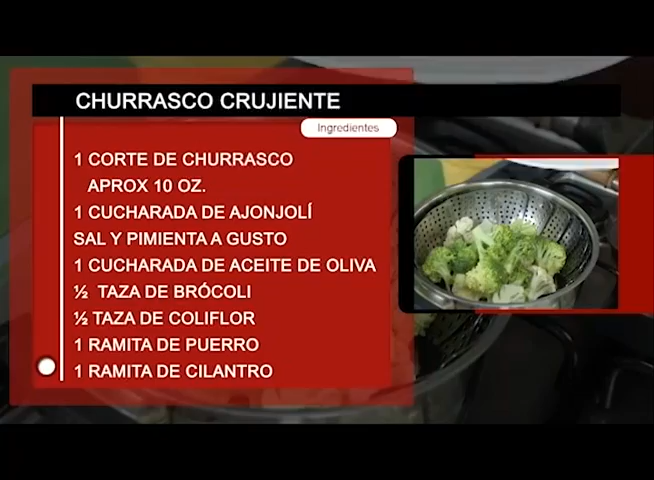 CHURRASCO CRUJIENTE
Ingredientes
1 CORTE DE CHURRASCO
APROX 10 OZ.
1 CUCHARADA DE AJONJOLÍ
SAL Y PIMIENTA A GUSTO
1 CUCHARADA DE ACEITE DE OLIVA
½ TAZA DE BRÓCOLI
½ TAZA DE COLIFLOR
1 RAMITA DE PUERRO
1 RAMITA DE CILANTRO